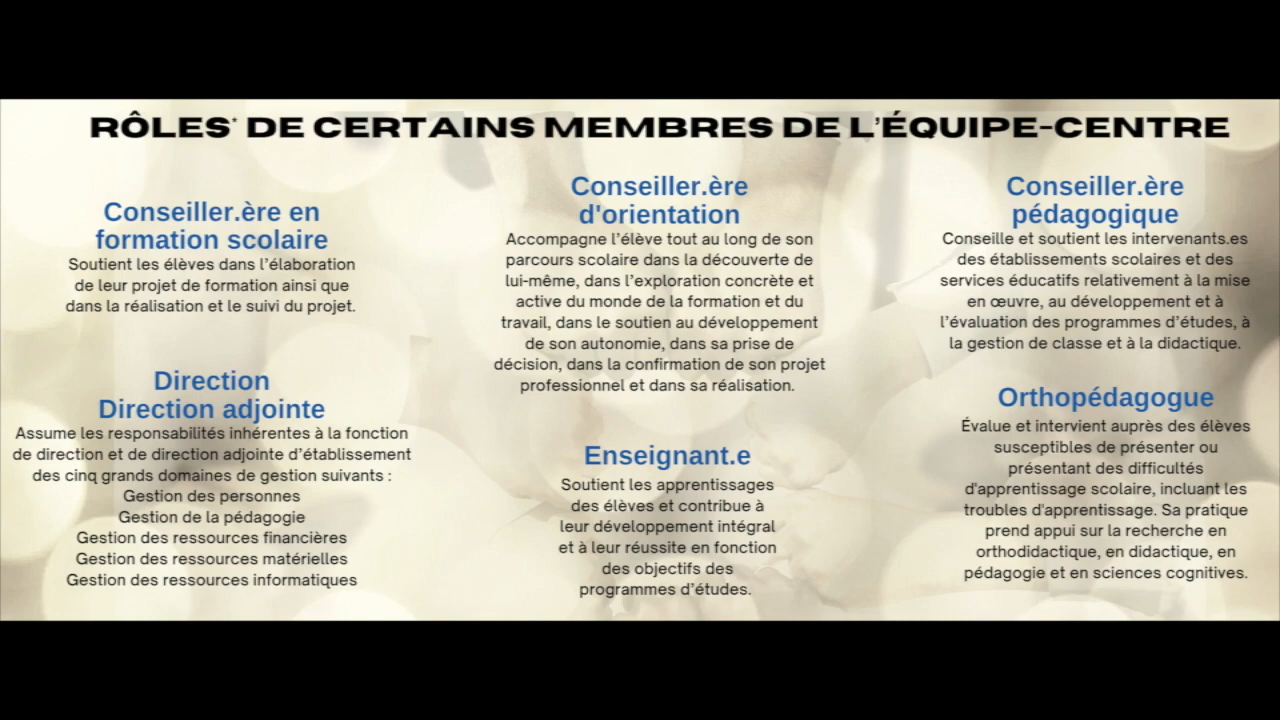 RÔLES* DE CERTAINS MEMBRES DE L’ÉQUIPE-CENTRE
Conseiller.ère en
formation scolaire
Soutient les élèves dans l’élaboration
de leur projet de formation ainsi que
dans la réalisation et le suivi du projet.
Direction
Direction adjointe
Assume les responsabilités inhérentes à la fonction
de direction et de direction adjointe d’établissement
des cinq grands domaines de gestion suivants :
Gestion des personnes
Gestion de la pédagogie
Gestion des ressources financières
Gestion des ressources matérielles
Gestion des ressources informatiques
Conseiller.ère
d'orientation
Accompagne l’élève tout au long de son
parcours scolaire dans la découverte de
lui-même, dans l’exploration concrète et
active du monde de la formation et du
travail, dans le soutien au développement
de son autonomie, dans sa prise de
décision, dans la confirmation de son projet
professionnel et dans sa réalisation.
Enseignant.e
Soutient les apprentissages
des élèves et contribue à
leur développement intégral
et à leur réussite en fonction
des objectifs des
programmes d’études.
Conseiller.ère
pédagogique
Conseille et soutient les intervenants.es
des établissements scolaires et des
services éducatifs relativement à la mise
en œuvre, au développement et à
l’évaluation des programmes d’études, à
la gestion de classe et à la didactique.
Orthopédagogue
Évalue et intervient auprès des élèves
susceptibles de présenter ou
présentant des difficultés
d'apprentissage scolaire, incluant les
troubles d'apprentissage. Sa pratique
prend appui sur la recherche en
orthodidactique, en didactique, en
pédagogie et en sciences cognitives.